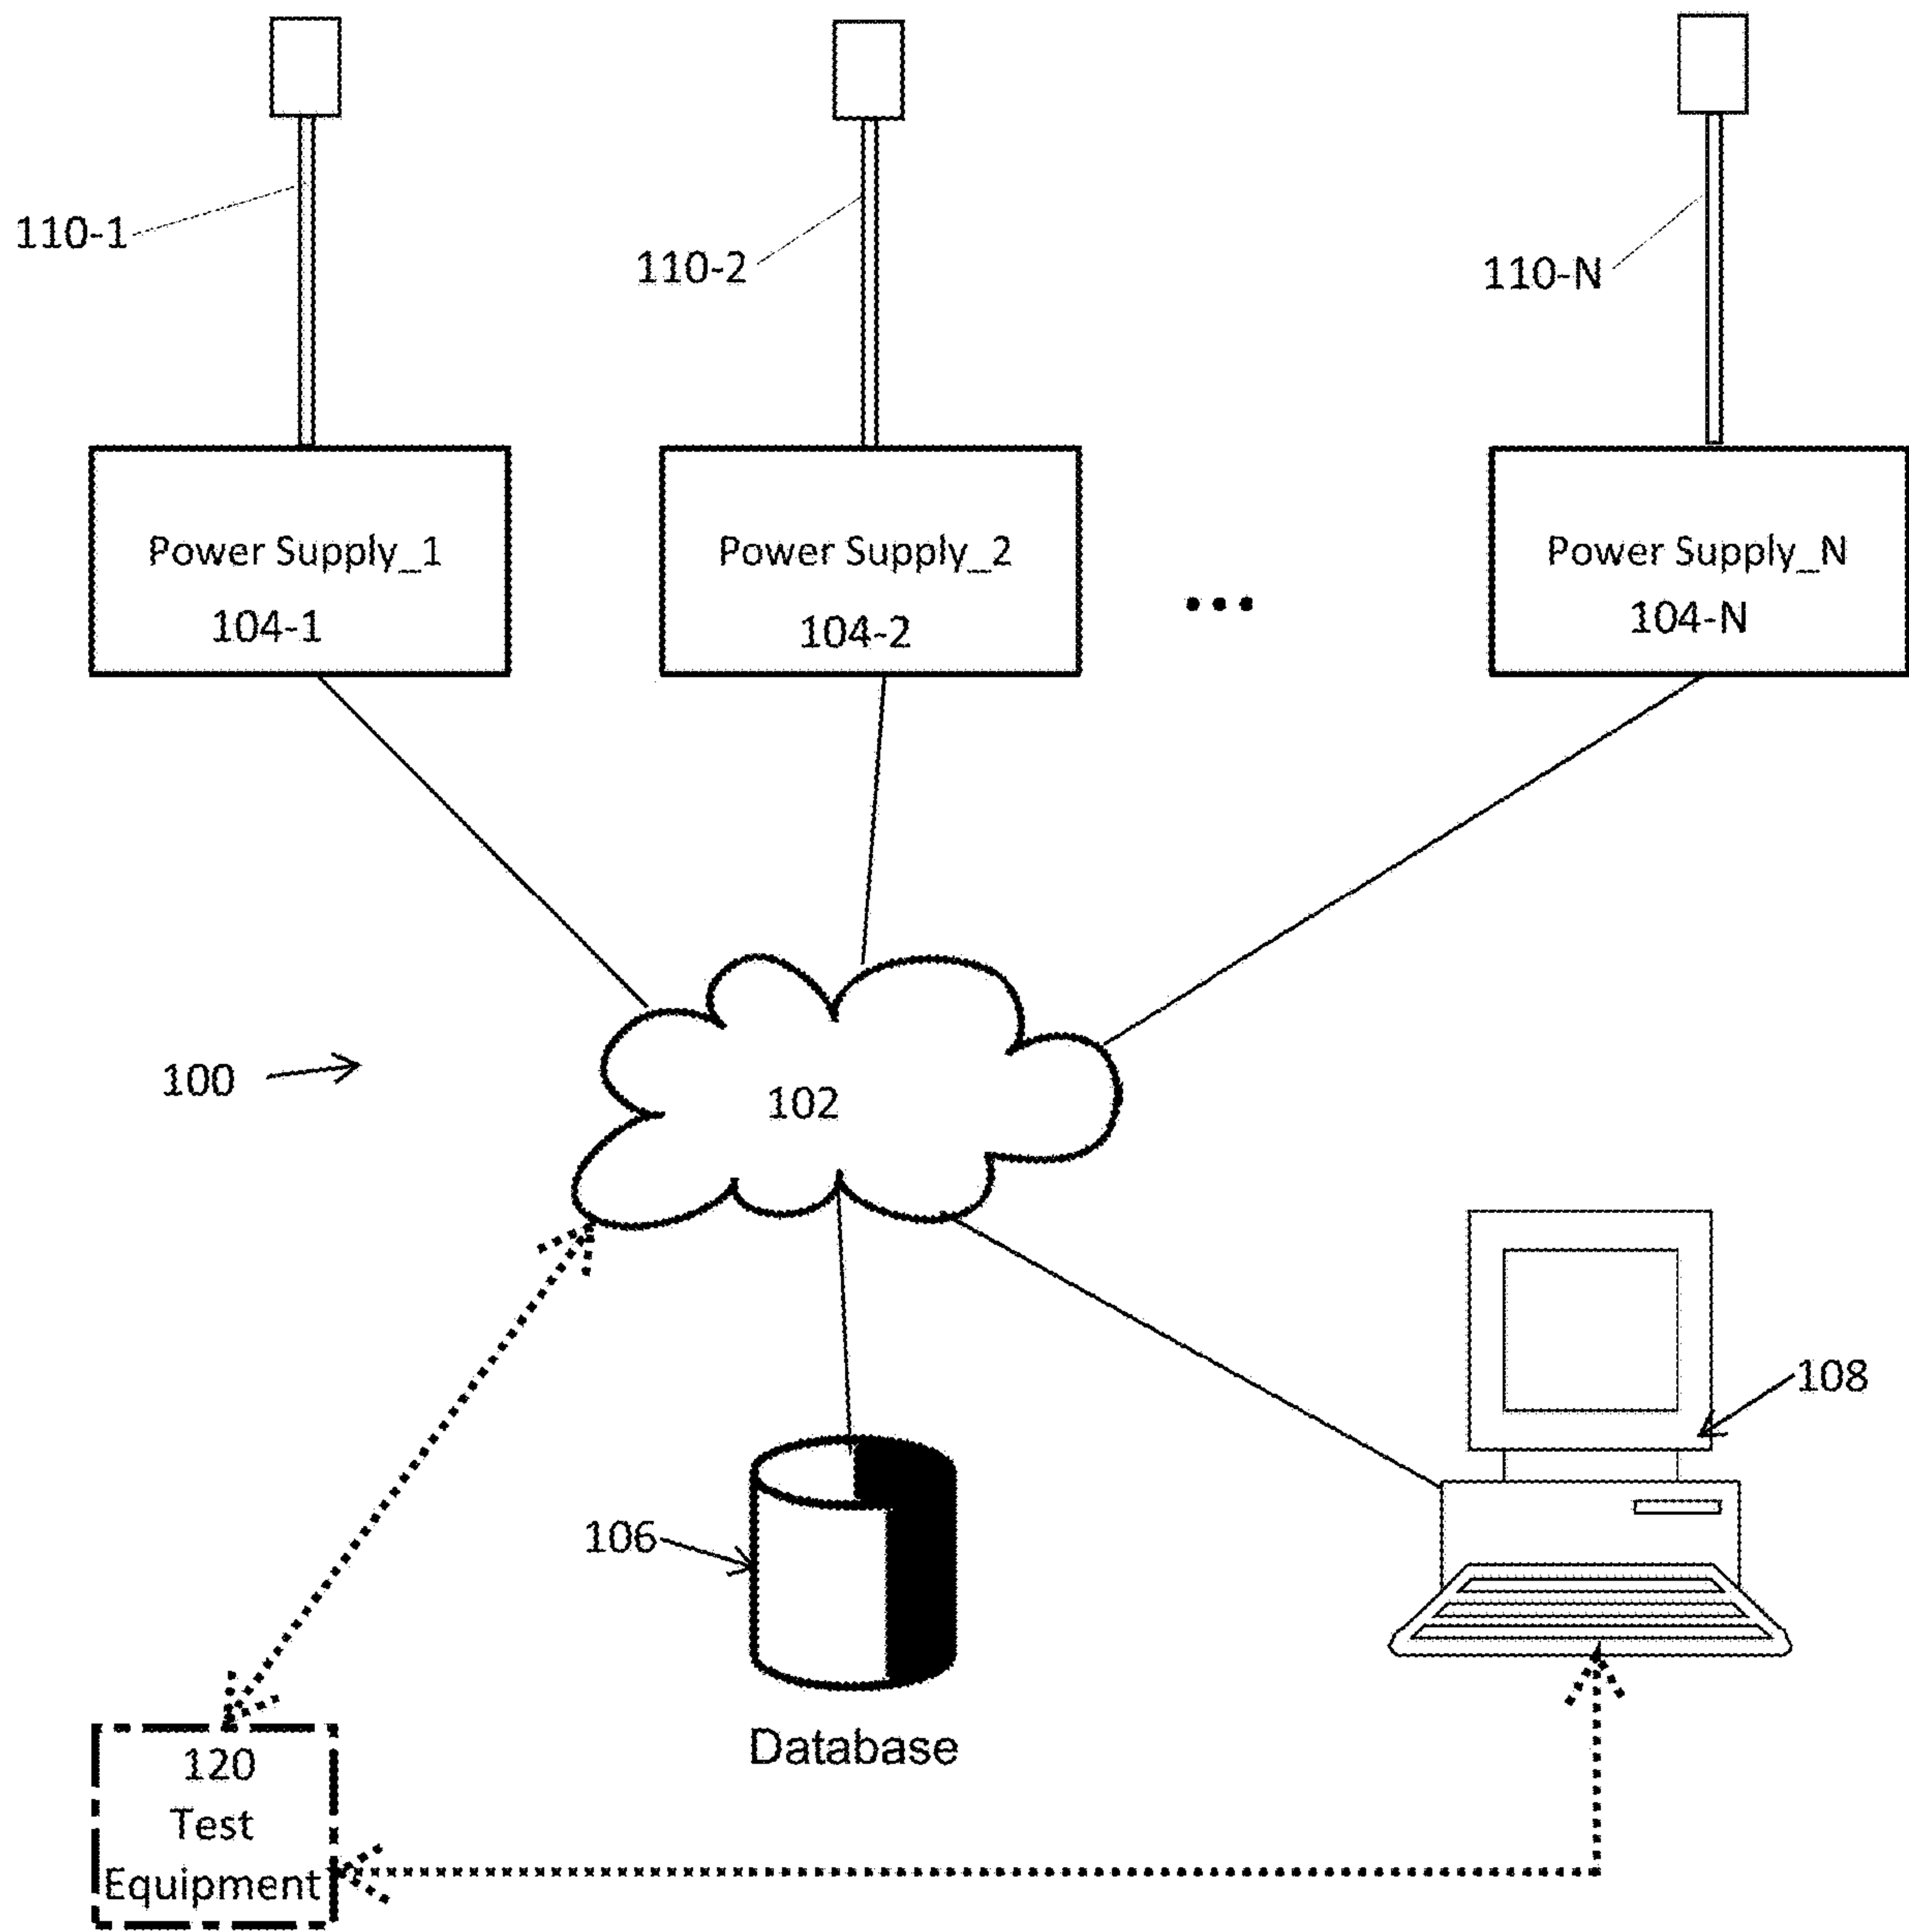 110-1
110-2
110-N
Power Supply_1
104-1
Power Supply_2
104-2
...
Power Supply_N
104-N
100
102
108
106
Database
120
Test
Equipment